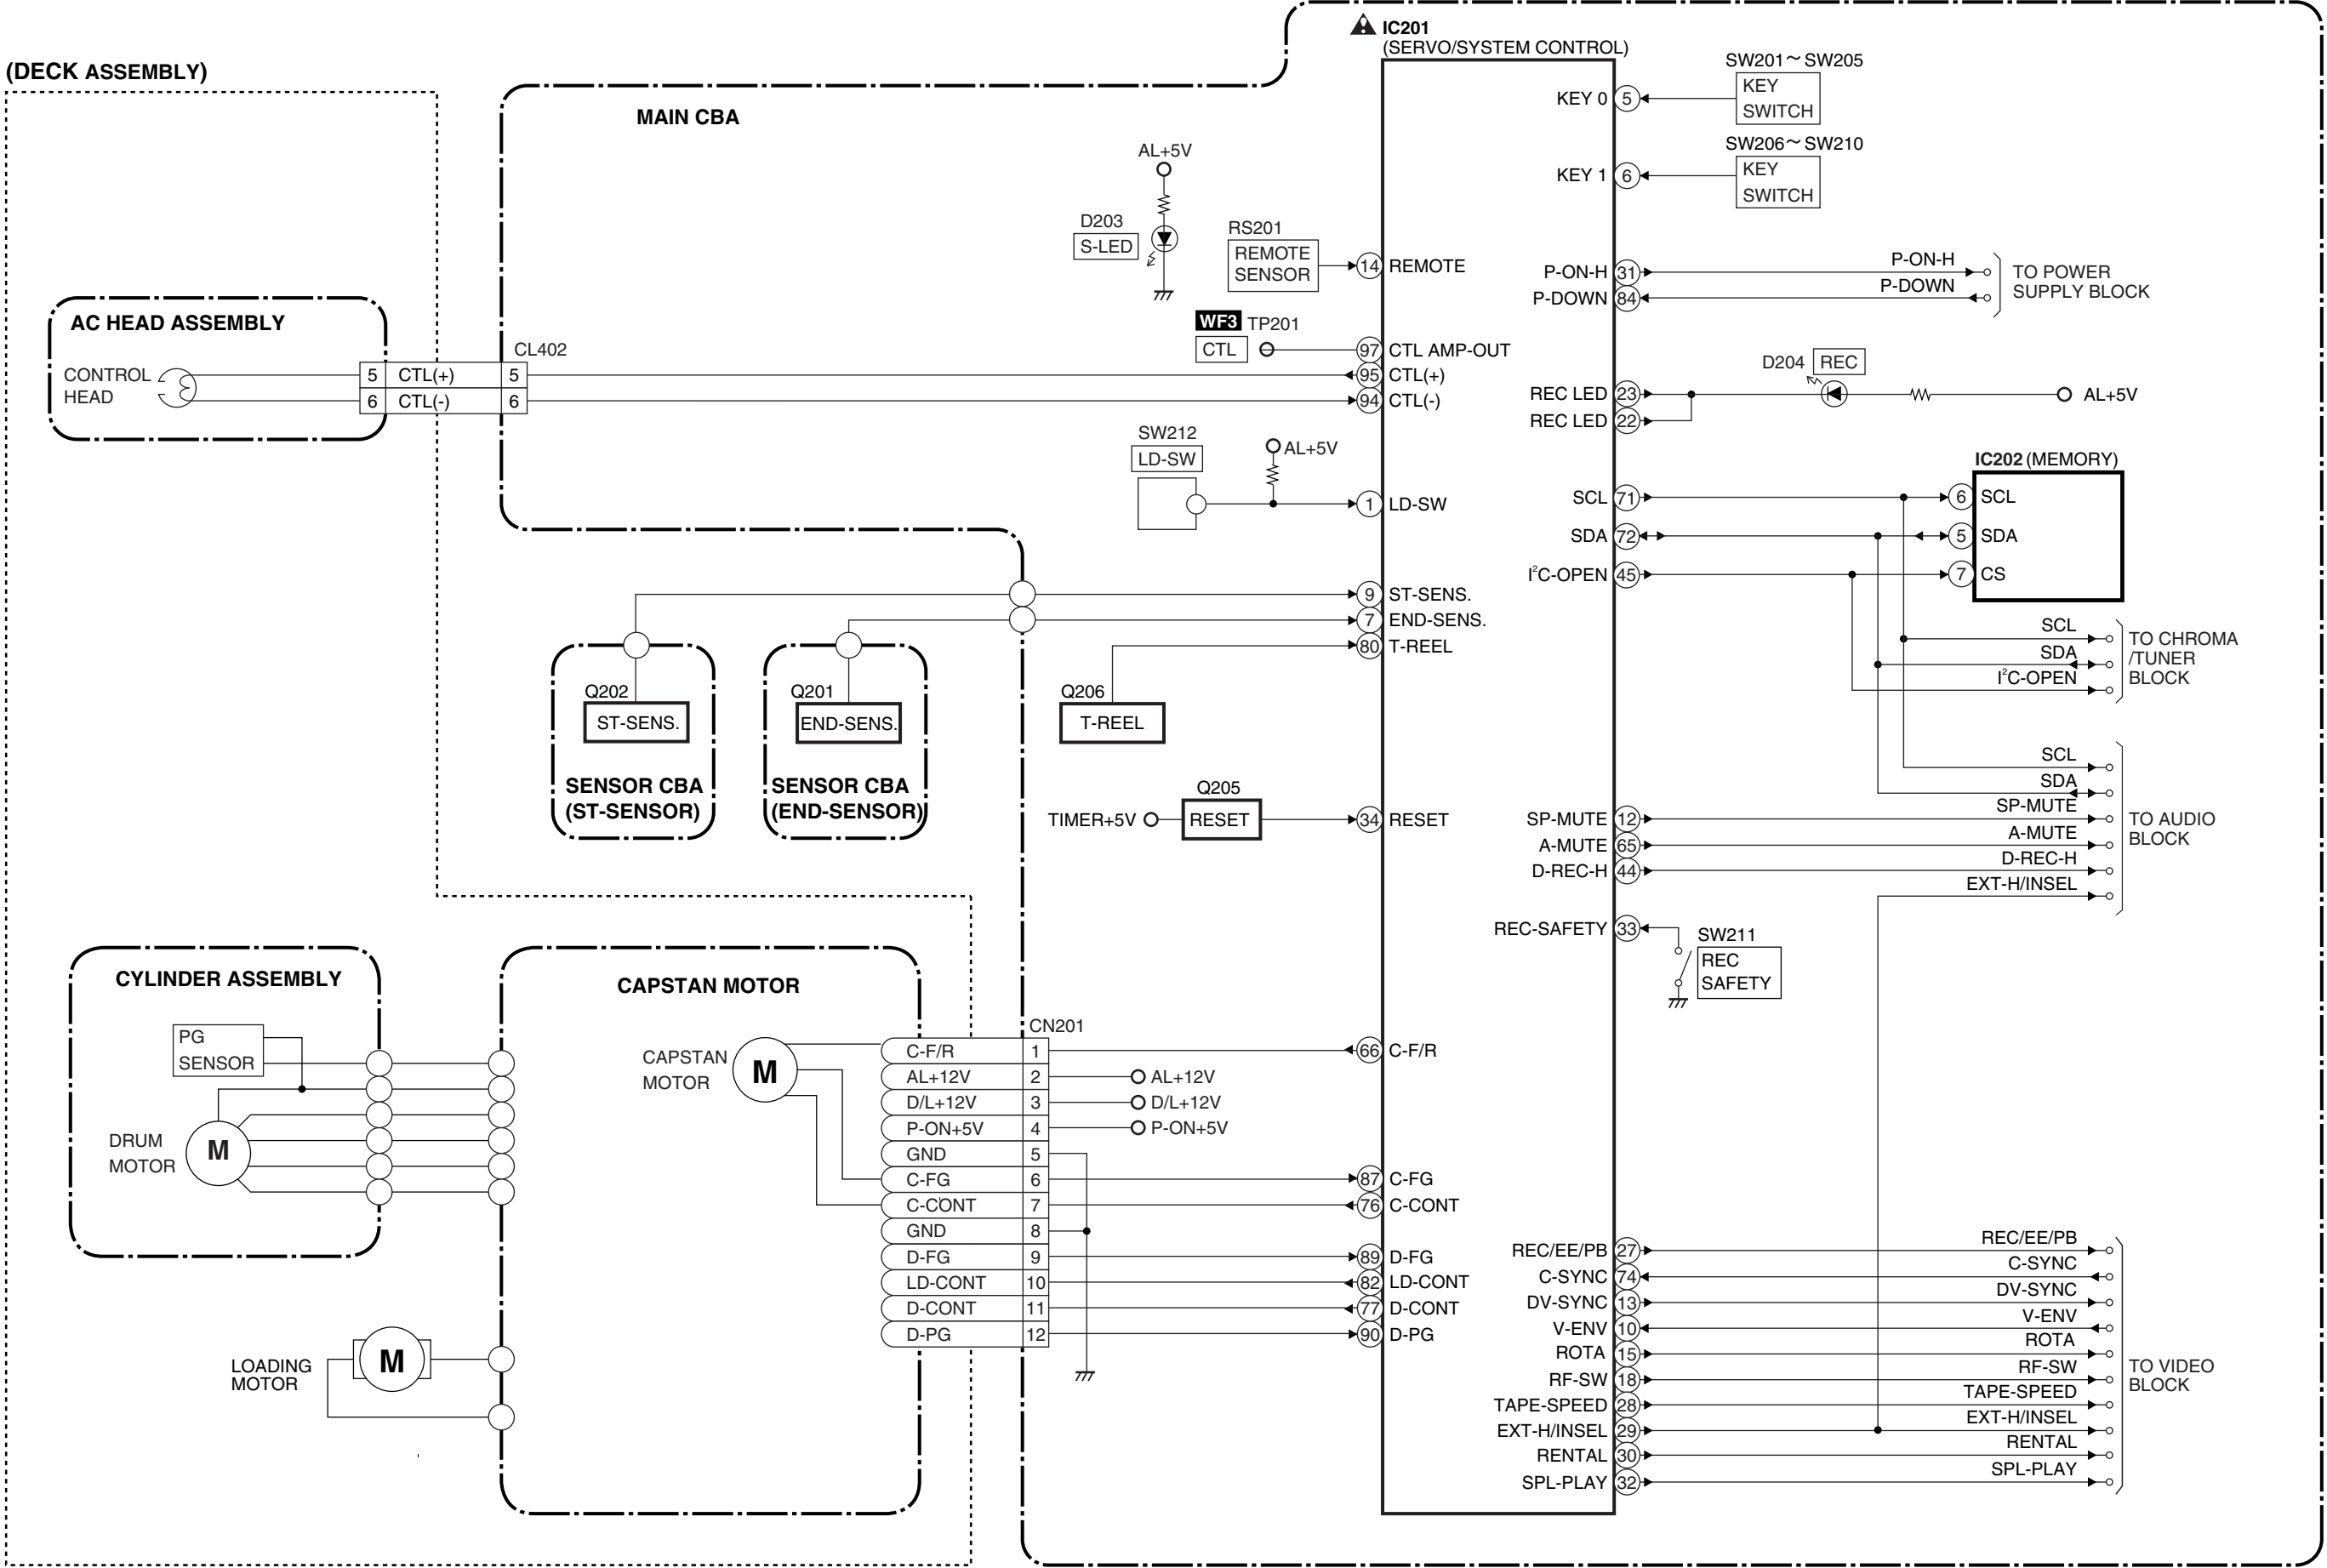 (DECK ASSEMBLY)
IC201
(SERVO/SYSTEM CONTROL)
MAIN CBA
SW201~SW205
KEY 0 5
KEY
SWITCH
SW206~SW210
KEY 1 6
KEY
SWITCH
AL+5V
D203
S-LED
RS201
REMOTE
SENSOR
14 REMOTE
P-ON-H 31 P-ON-H
P-DOWN 84 P-DOWN
TO POWER
SUPPLY BLOCK
AC HEAD ASSEMBLY
CONTROL
HEAD
5 CTL(+) 5
6 CTL(-) 6
CL402
WF3 TP201
CTL
97 CTL AMP-OUT
95 CTL(+)
94 CTL(-)
D204 REC
REC LED 23
REC LED 22
AL+5V
SW212
LD-SW
AL+5V
1 LD-SW
IC202 (MEMORY)
SCL 71 6 SCL
SDA 72 5 SDA
I²C-OPEN 45 7 CS
9 ST-SENS.
7 END-SENS.
80 T-REEL
SCL
SDA
I²C-OPEN
TO CHROMA
/TUNER
BLOCK
Q202
ST-SENS.
SENSOR CBA
(ST-SENSOR)
Q201
END-SENS.
SENSOR CBA
(END-SENSOR)
Q206
T-REEL
Q205
TIMER+5V RESET 34 RESET
SCL
SDA
SP-MUTE 12 SP-MUTE
A-MUTE 65 A-MUTE
D-REC-H 44 D-REC-H
EXT-H/INSEL
TO AUDIO
BLOCK
REC-SAFETY 33
SW211
REC
SAFETY
CYLINDER ASSEMBLY
PG
SENSOR
DRUM
MOTOR
M
CAPSTAN MOTOR
CAPSTAN
MOTOR
M
CN201
C-F/R 1 66 C-F/R
AL+12V 2 AL+12V
D/L+12V 3 D/L+12V
P-ON+5V 4 P-ON+5V
GND 5
C-FG 6 87 C-FG
C-CONT 7 76 C-CONT
GND 8
D-FG 9 89 D-FG
LD-CONT 10 82 LD-CONT
D-CONT 11 77 D-CONT
D-PG 12 90 D-PG
LOADING
MOTOR
M
REC/EE/PB 27 REC/EE/PB
C-SYNC 74 C-SYNC
DV-SYNC 13 DV-SYNC
V-ENV 10 V-ENV
ROTA 15 ROTA
RF-SW 18 RF-SW
TAPE-SPEED 28 TAPE-SPEED
EXT-H/INSEL 29 EXT-H/INSEL
RENTAL 30 RENTAL
SPL-PLAY 32 SPL-PLAY
TO VIDEO
BLOCK